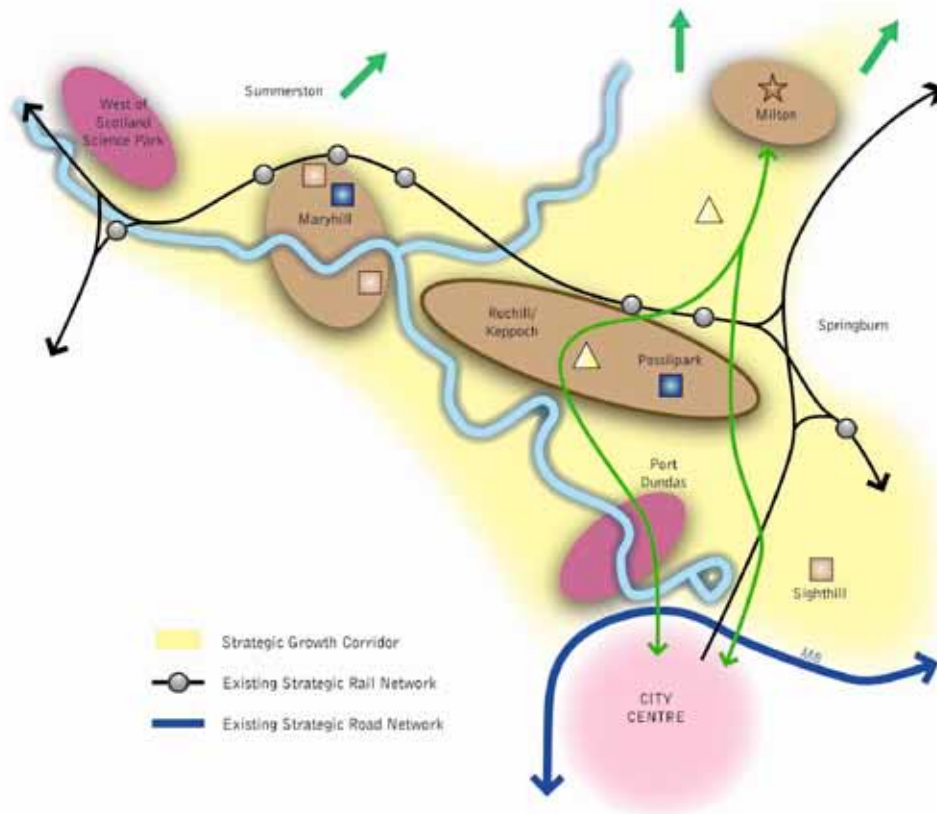 Summerston
West of
Scotland
Science Park
Milton
Maryhill
Ruchill/
Keppoch
Possilpark
Springburn
Port
Dundas
Sighthill
M8
CITY
CENTRE
Strategic Growth Corridor
Existing Strategic Rail Network
Existing Strategic Road Network